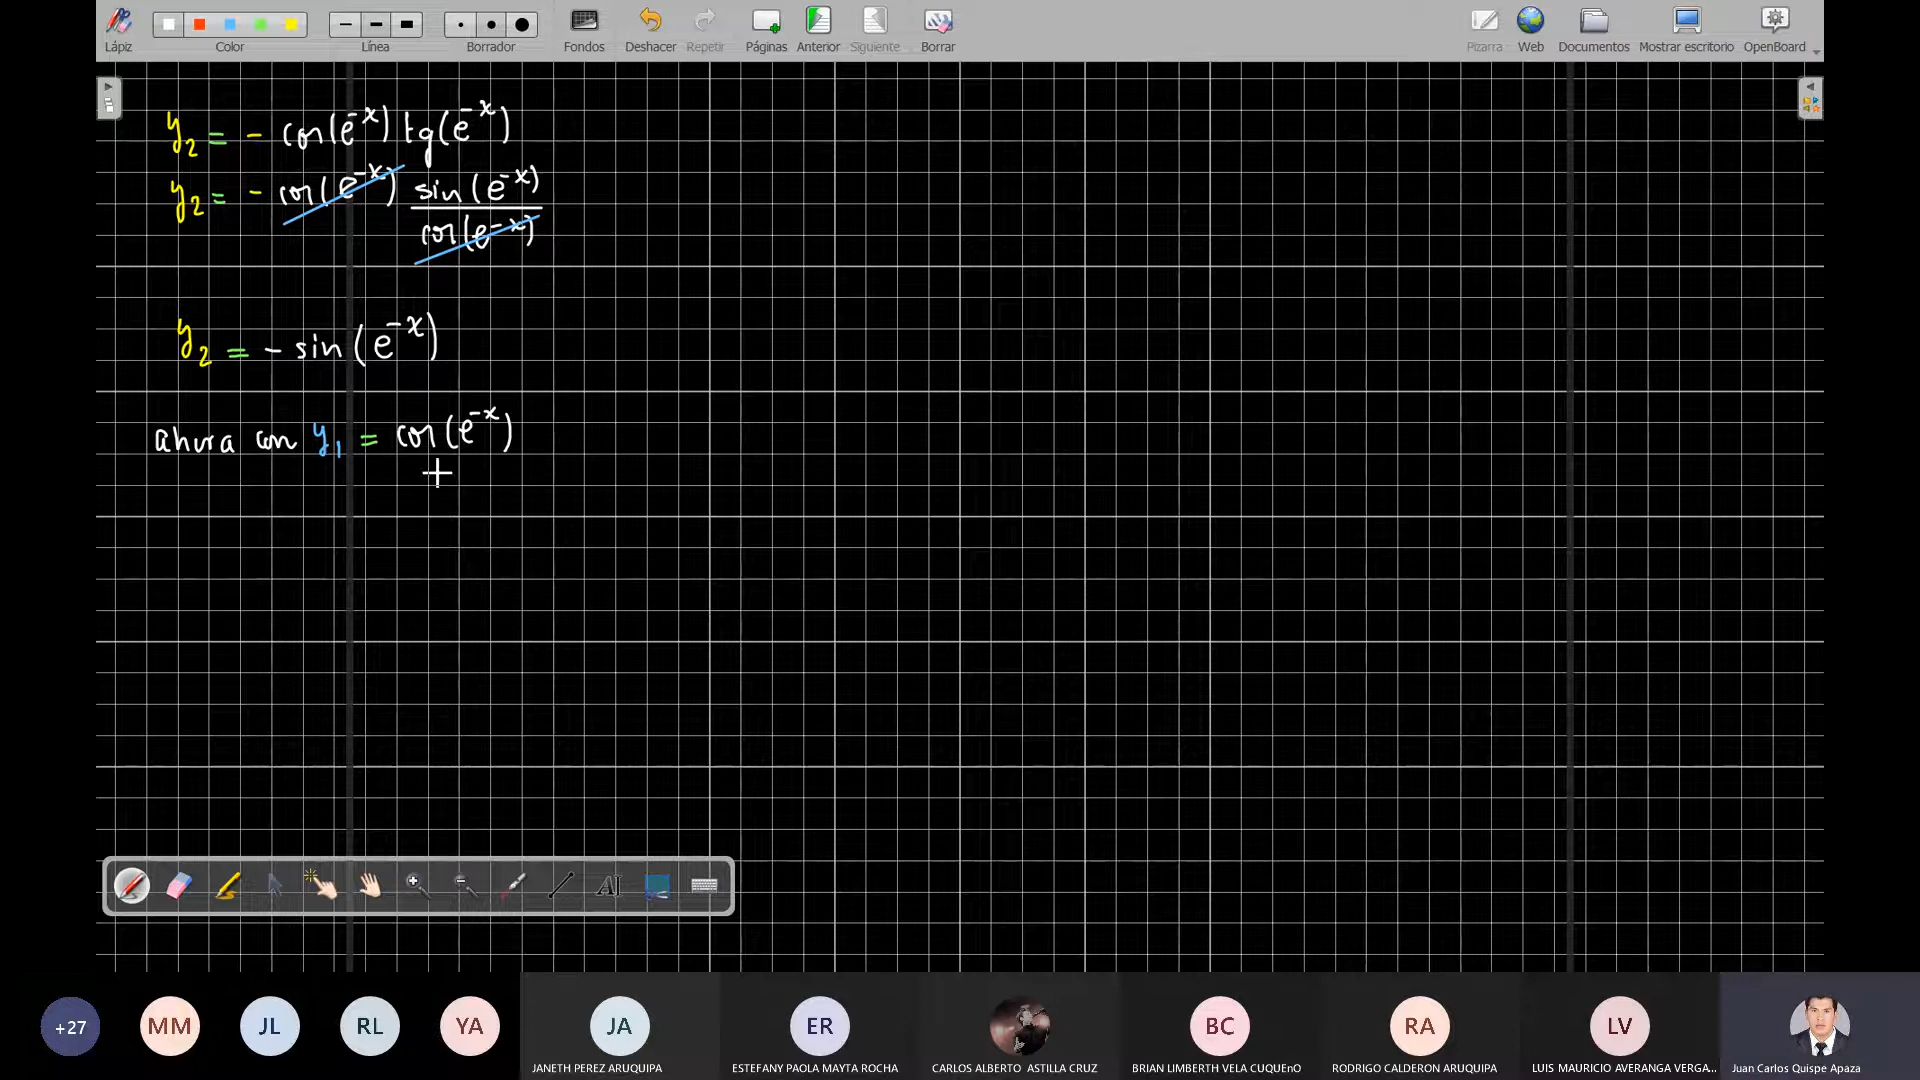 Lápiz Color Línea Borrador Fondos Deshacer Repetir Páginas Anterior Siguiente Borrar Pizarra Web Documentos Mostrar escritorio OpenBoard
y₂ = - cos(e⁻ˣ) tg(e⁻ˣ)
y₂ = - cos(e⁻ˣ) sin(e⁻ˣ)
cos(e⁻ˣ)
y₂ = - sin(e⁻ˣ)
ahora con y₁ = cos(e⁻ˣ)
AI
+27 MM JL RL YA JA ER BC RA LV
JANETH PEREZ ARUQUIPA ESTEFANY PAOLA MAYTA ROCHA CARLOS ALBERTO ASTILLA CRUZ BRIAN LIMBERTH VELA CUQUEnO RODRIGO CALDERON ARUQUIPA LUIS MAURICIO AVERANGA VERGA... Juan Carlos Quispe Apaza